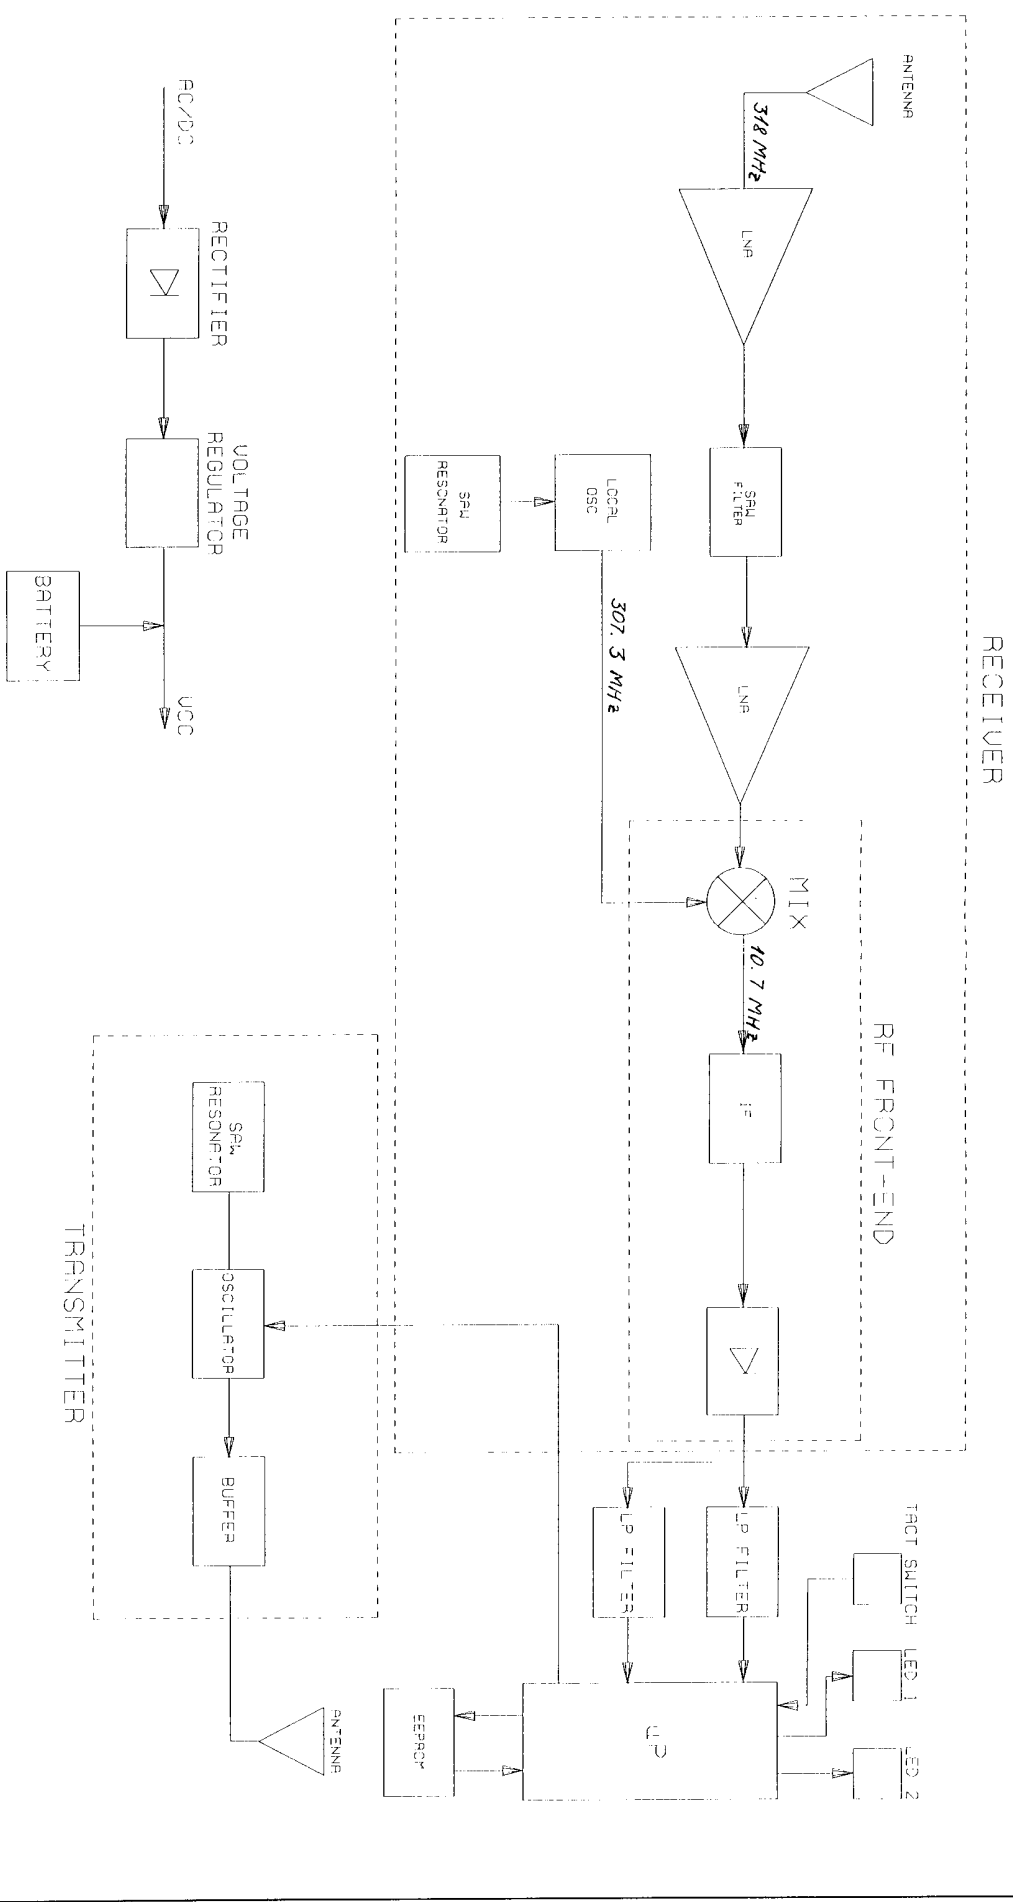 RECEIVER
ANTENNA
318 MHz
LNA
SAW
FILTER
LNA
MIX
RF FRONT-END
10.7 MHz
IF
LOCAL
OSC
307.3 MHz
SAW
RESONATOR
LP FILTER
LP FILTER
TACT SWITCH
LED 1
LED 2
uP
EEPROM
AC/DC
RECTIFIER
VOLTAGE
REGULATOR
BATTERY
VCC
SAW
RESONATOR
OSCILLATOR
BUFFER
ANTENNA
TRANSMITTER